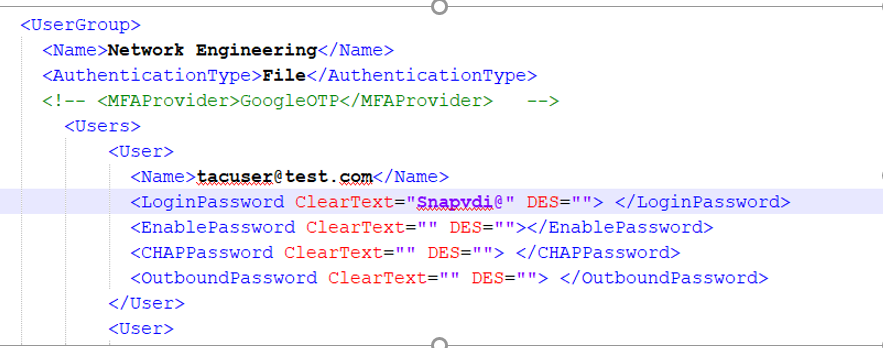 <UserGroup>
<Name>Network Engineering</Name>
<AuthenticationType>File</AuthenticationType>
<!-- <MFAProvider>GoogleOTP</MFAProvider>   -->
<Users>
<User>
<Name>tacuser@test.com</Name>
<LoginPassword ClearText="Snapvdi@" DES=""> </LoginPassword>
<EnablePassword ClearText="" DES=""></EnablePassword>
<CHAPPassword ClearText="" DES=""> </CHAPPassword>
<OutboundPassword ClearText="" DES=""> </OutboundPassword>
</User>
<User>